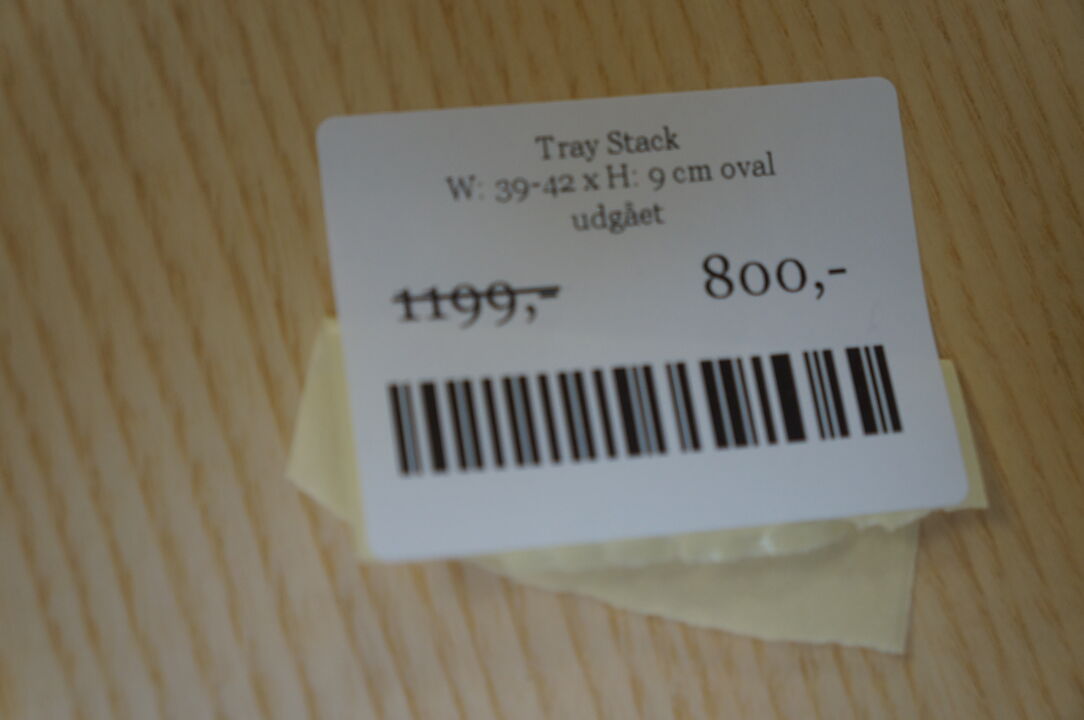 Tray Stack
W: 39-42 x H: 9 cm oval
udgået
1199,- 800,-